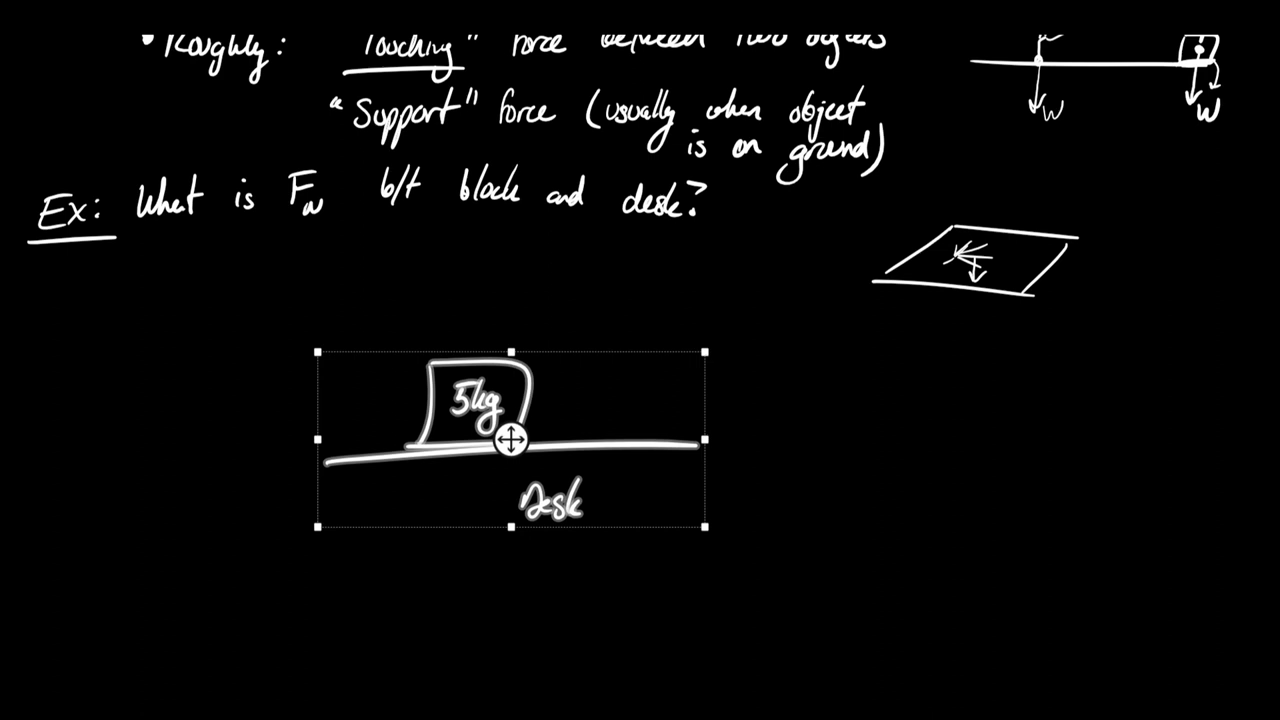 • Roughly: "Touching" force between two objects
"Support" force (usually when object
is on ground)
Ex: What is F_N b/t block and desk?
W
W
5kg
Desk